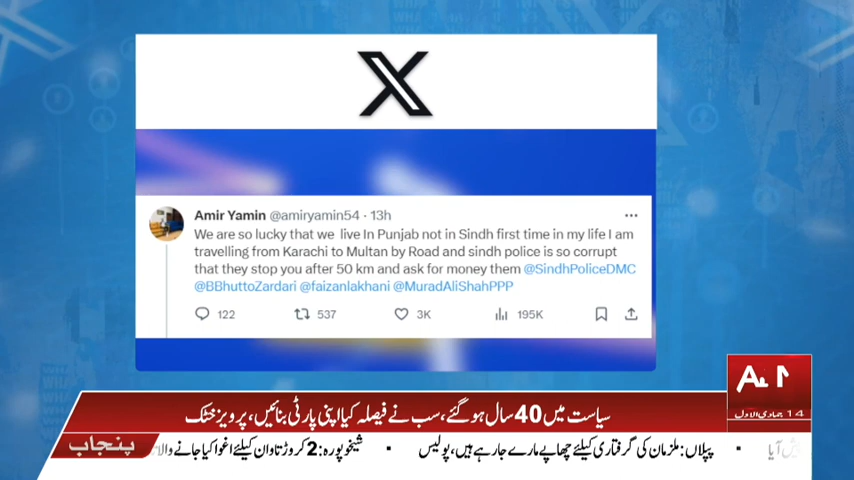 Amir Yamin @amiryamin54 · 13h
We are so lucky that we live In Punjab not in Sindh first time in my life I am
travelling from Karachi to Multan by Road and sindh police is so corrupt
that they stop you after 50 km and ask for money them @SindhPoliceDMC
@BBhuttoZardari @faizanlakhani @MuradAliShahPPP
122 537 3K 195K
14 جمادی الاول
سیاست میں 40 سال ہو گئے، سب نے فیصلہ کیا اپنی پارٹی بنائیں، پرویز خٹک
پنجاب
پیش آیا ▪ پیپلاں: ملزمان کی گرفتاری کیلئے چھاپے مارے جارہے ہیں، پولیس ▪ شیخوپورہ: 2 کروڑ تاوان کیلئے اغوا کیا جانے والا